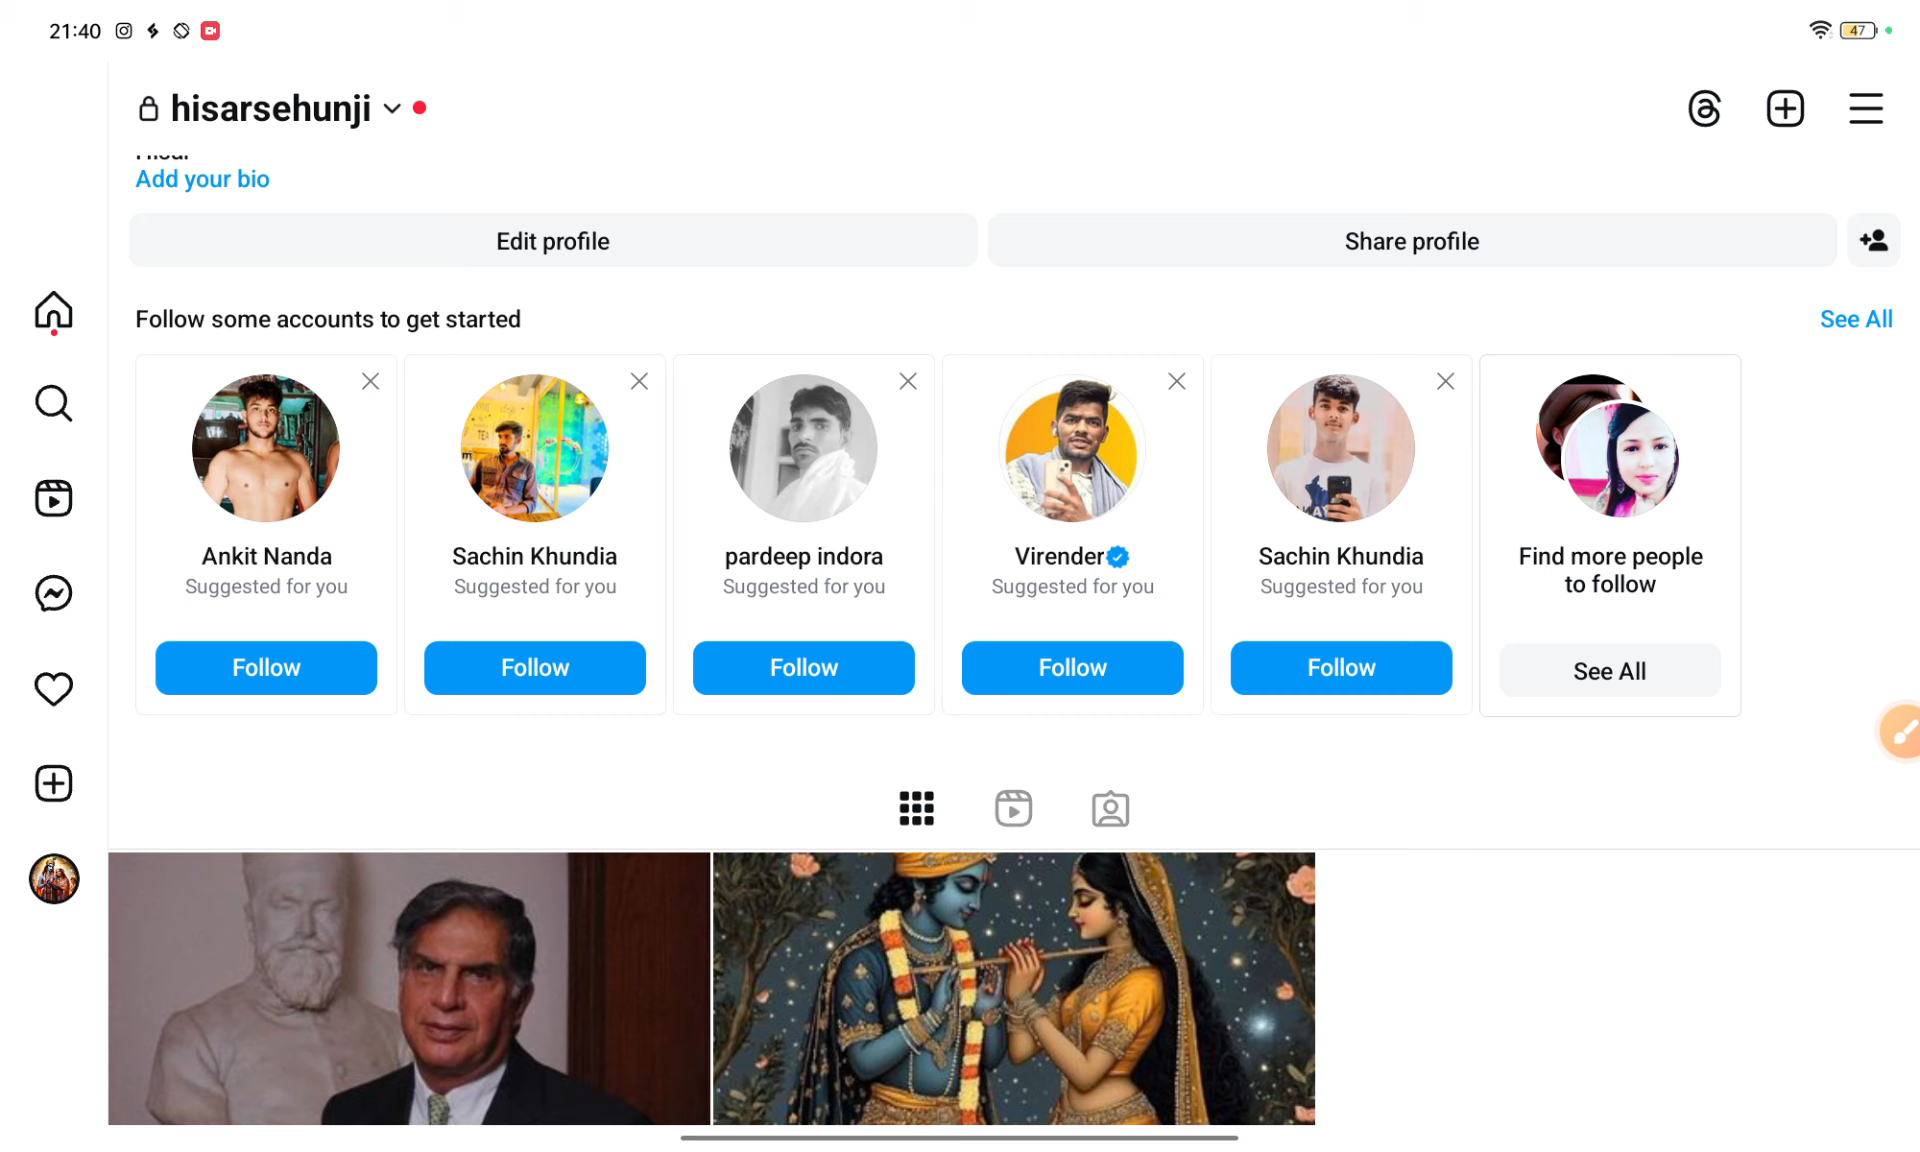 21:40
47
hisarsehunji
Add your bio
Edit profile
Share profile
Follow some accounts to get started
See All
Ankit Nanda
Suggested for you
Follow
Sachin Khundia
Suggested for you
Follow
pardeep indora
Suggested for you
Follow
Virender
Suggested for you
Follow
Sachin Khundia
Suggested for you
Follow
Find more people
to follow
See All